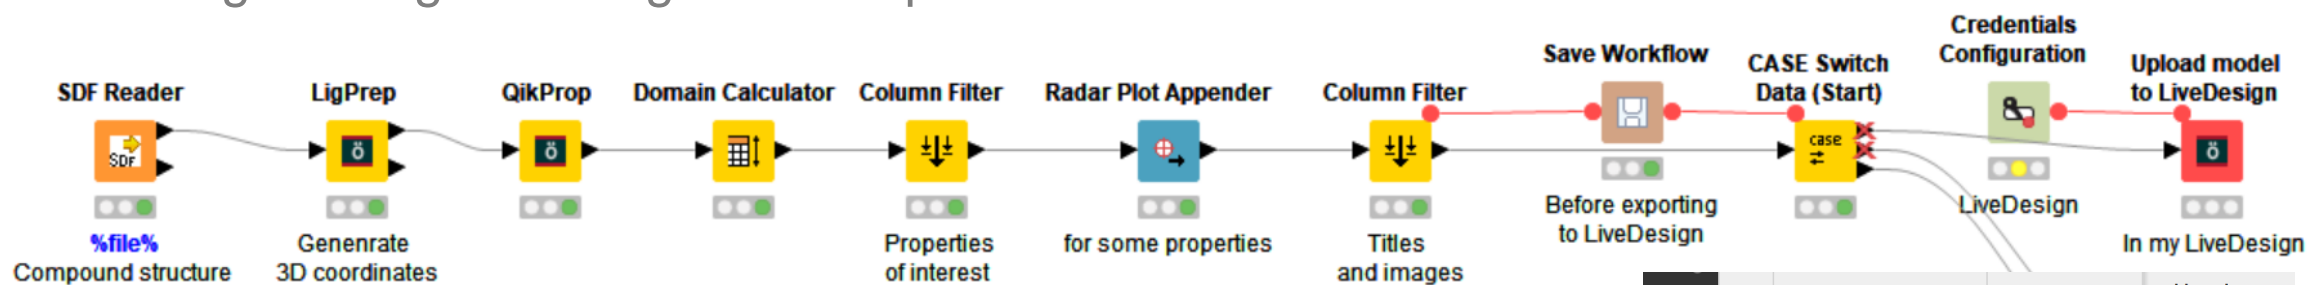 SDF Reader
LigPrep
QikProp
Domain Calculator
Column Filter
Radar Plot Appender
Column Filter
Save Workflow
CASE Switch
Data (Start)
Credentials
Configuration
Upload model
to LiveDesign
SDF
ö
ö
case
ö
%file%
Compound structure
Genenrate
3D coordinates
Properties
of interest
for some properties
Titles
and images
Before exporting
to LiveDesign
LiveDesign
In my LiveDesign